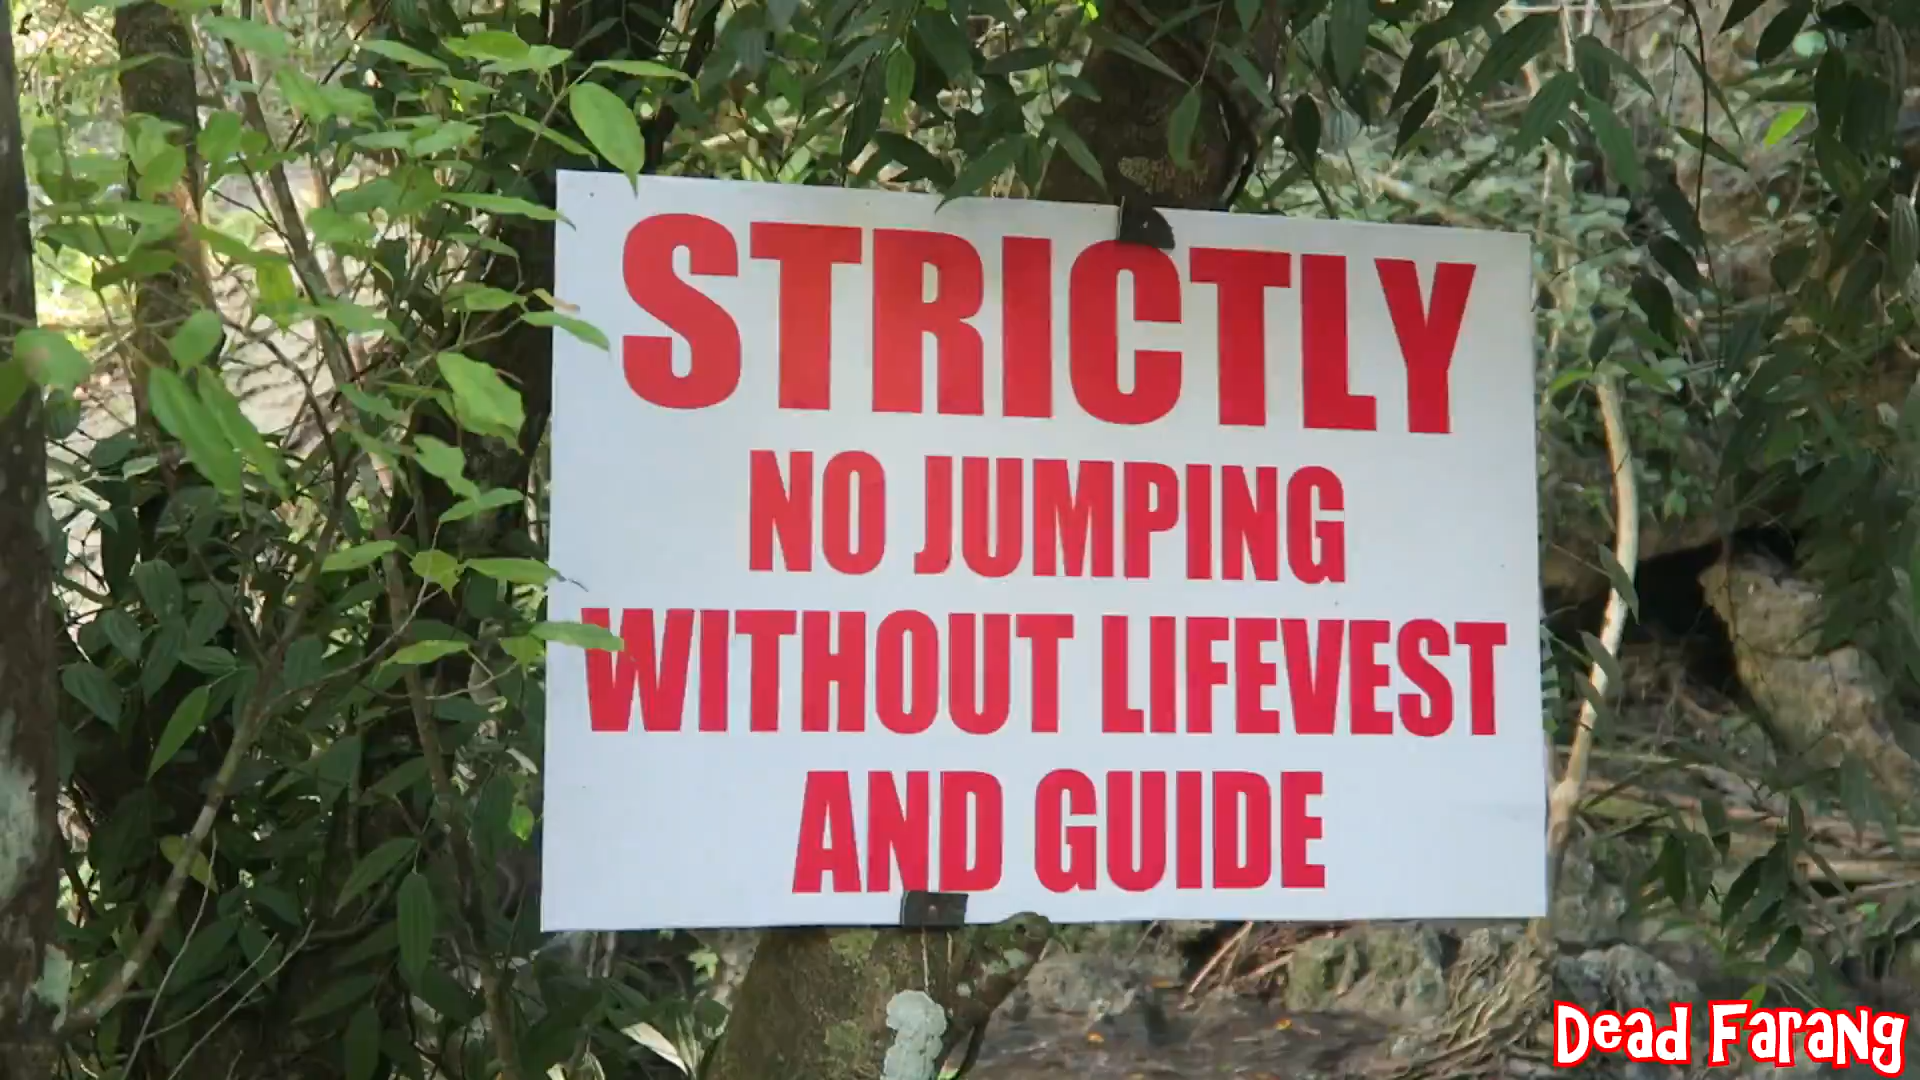 STRICTLY
NO JUMPING
WITHOUT LIFEVEST
AND GUIDE
Dead Farang